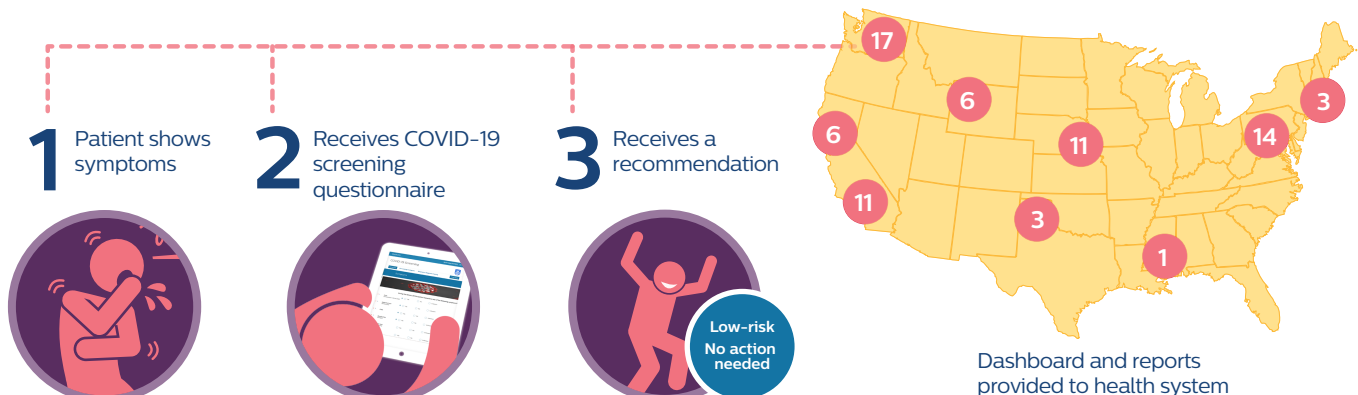 1
Patient shows
symptoms
2
Receives COVID-19
screening
questionnaire
3
Receives a
recommendation
Low-risk
No action
needed
17
6
3
6
11
14
11
3
1
Dashboard and reports
provided to health system